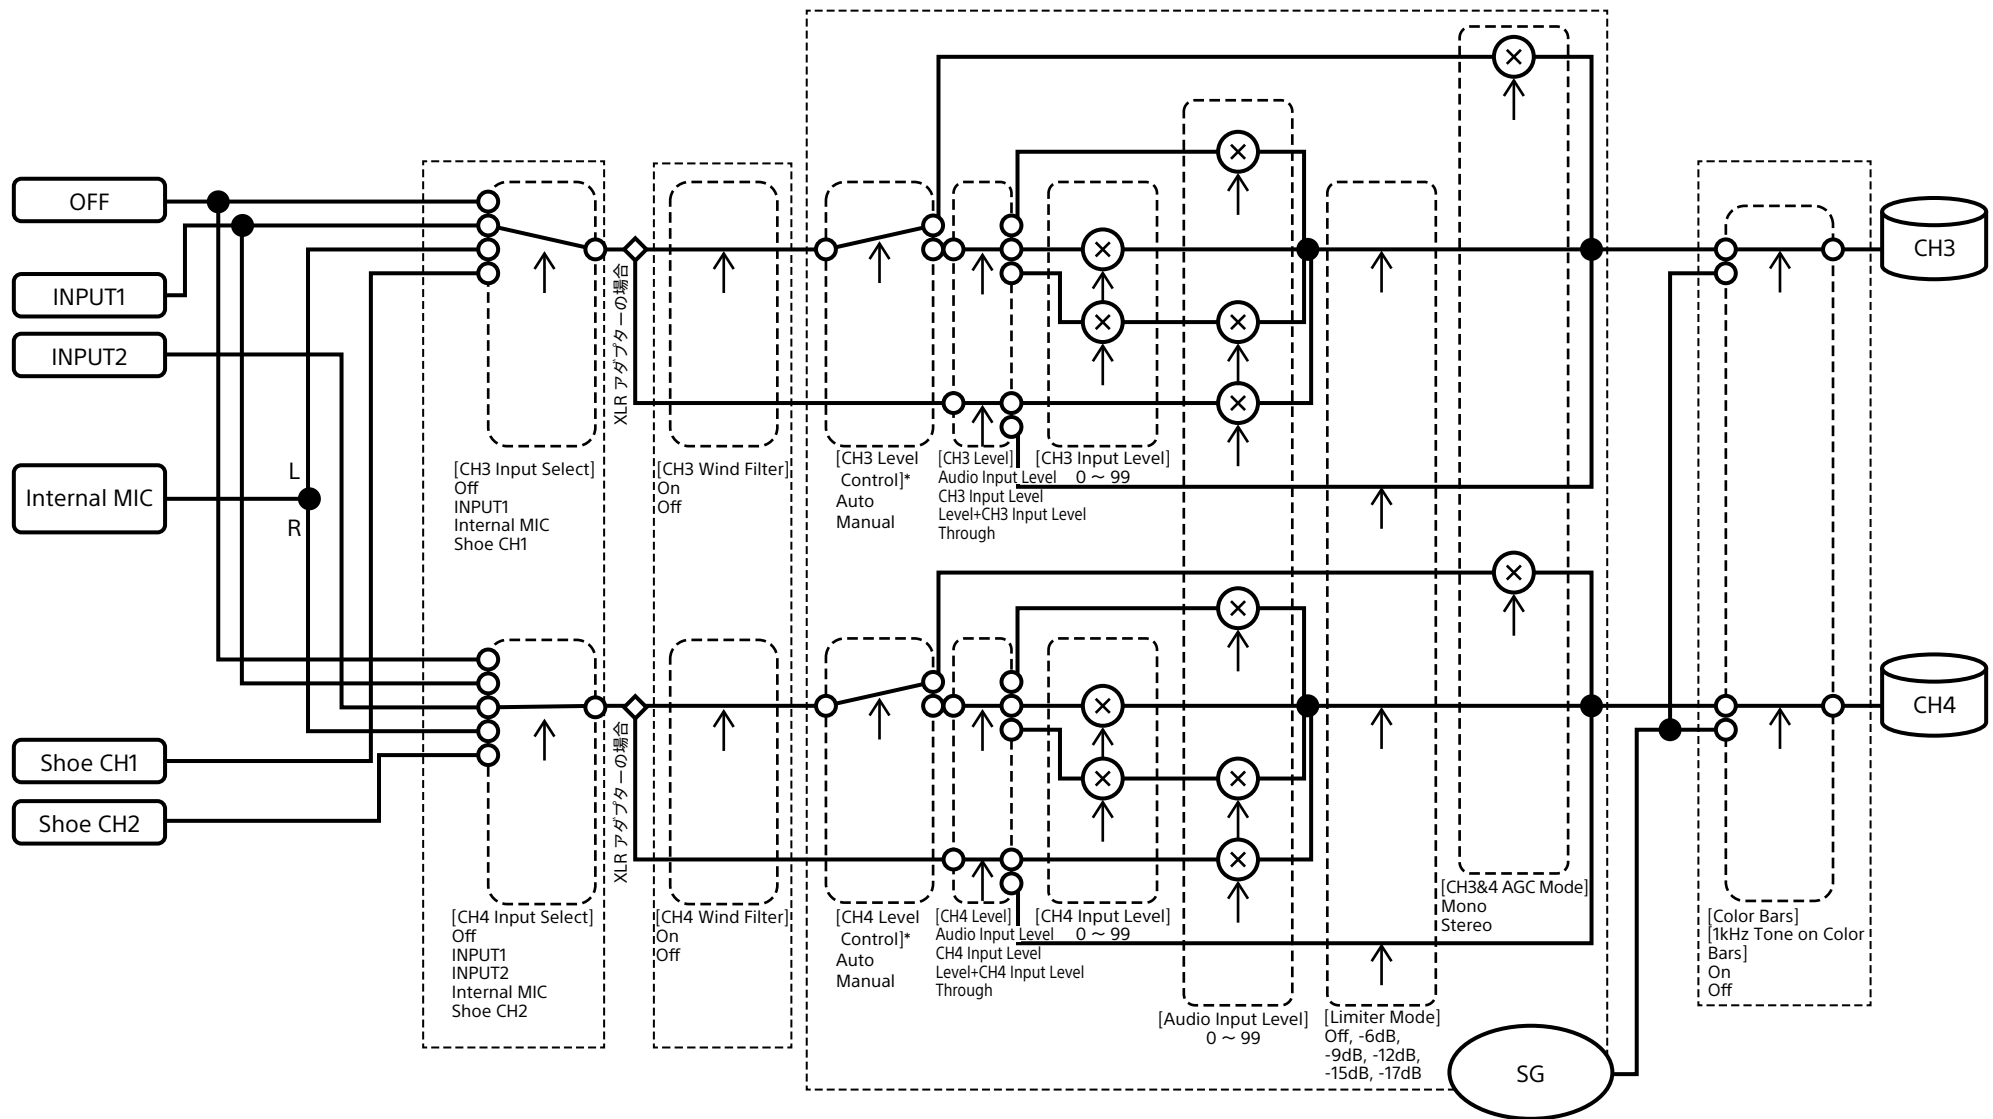 OFF
INPUT1
INPUT2
Internal MIC
L
R
Shoe CH1
Shoe CH2
[CH3 Input Select]
Off
INPUT1
Internal MIC
Shoe CH1
XLR アダプターの場合
[CH3 Wind Filter]
On
Off
[CH3 Level
Control]*
Auto
Manual
[CH3 Level]
Audio Input Level
CH3 Input Level
Level+CH3 Input Level
Through
[CH3 Input Level]
0 ~ 99
CH3
[CH4 Input Select]
Off
INPUT1
INPUT2
Internal MIC
Shoe CH2
XLR アダプターの場合
[CH4 Wind Filter]
On
Off
[CH4 Level
Control]*
Auto
Manual
[CH4 Level]
Audio Input Level
CH4 Input Level
Level+CH4 Input Level
Through
[CH4 Input Level]
0 ~ 99
[Audio Input Level]
0 ~ 99
[Limiter Mode]
Off, -6dB,
-9dB, -12dB,
-15dB, -17dB
[CH3&4 AGC Mode]
Mono
Stereo
SG
[Color Bars]
[1kHz Tone on Color
Bars]
On
Off
CH4